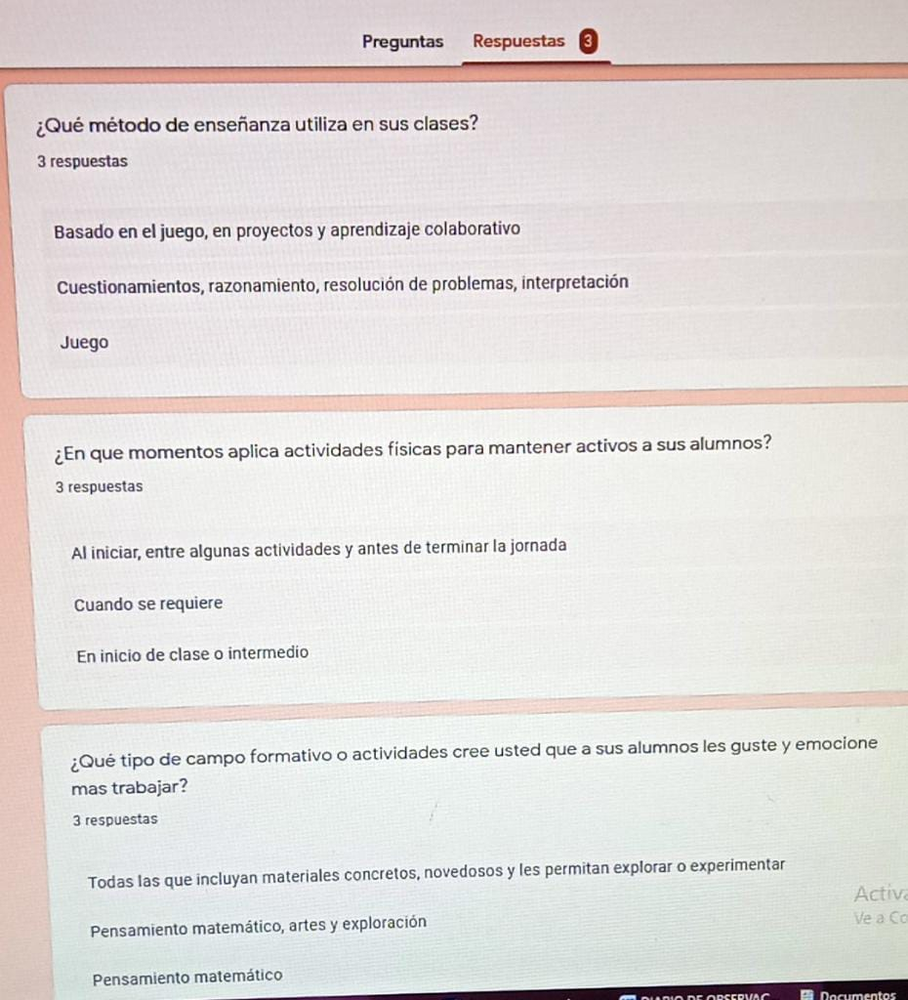 Preguntas Respuestas 3
¿Qué método de enseñanza utiliza en sus clases?
3 respuestas
Basado en el juego, en proyectos y aprendizaje colaborativo
Cuestionamientos, razonamiento, resolución de problemas, interpretación
Juego
¿En que momentos aplica actividades físicas para mantener activos a sus alumnos?
3 respuestas
Al iniciar, entre algunas actividades y antes de terminar la jornada
Cuando se requiere
En inicio de clase o intermedio
¿Qué tipo de campo formativo o actividades cree usted que a sus alumnos les guste y emocione
mas trabajar?
3 respuestas
Todas las que incluyan materiales concretos, novedosos y les permitan explorar o experimentar
Activa
Pensamiento matemático, artes y exploración
Ve a Co
Pensamiento matemático
DIARIO DE OBSERVAC Documentos